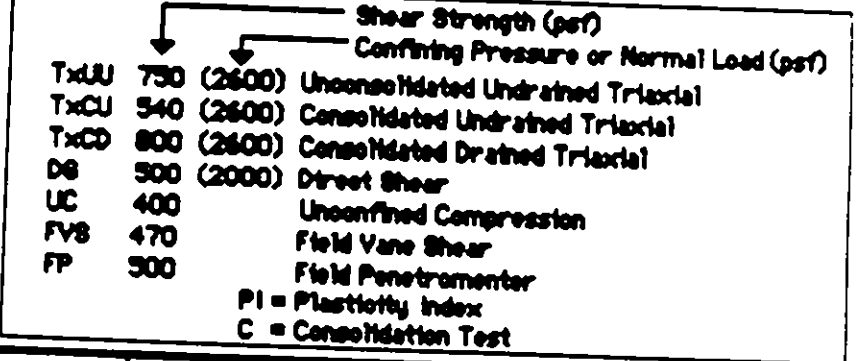 Shear Strength (psf)
Confining Pressure or Normal Load (psf)
TxUU 750 (2600) Unconsolidated Undrained Triaxial
TxCU 540 (2600) Consolidated Undrained Triaxial
TxCD 800 (2600) Consolidated Drained Triaxial
DS 500 (2000) Direct Shear
UC 400 Unconfined Compression
FVS 470 Field Vane Shear
FP 500 Field Penetromenter
PI = Plasticity Index
C = Consolidation Test